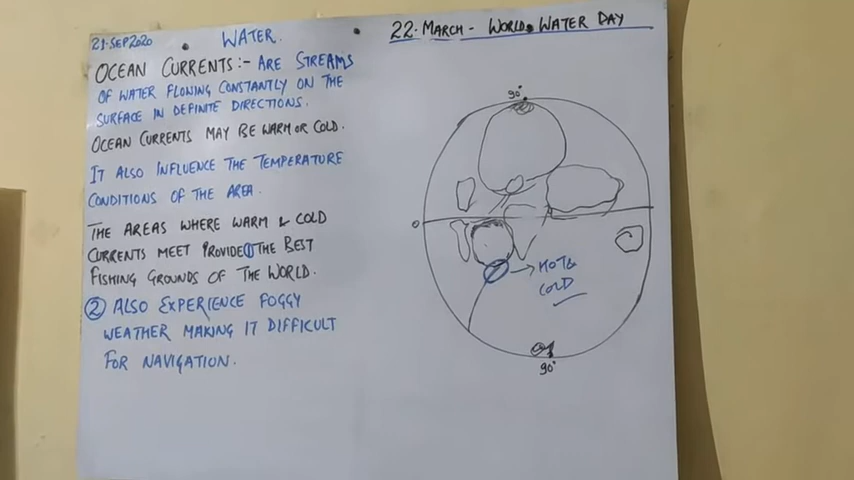 21-SEP2020
WATER.
22-MARCH - WORLD WATER DAY
OCEAN CURRENTS:- ARE STREAMS
OF WATER FLOWING CONSTANTLY ON THE
SURFACE IN DEFINITE DIRECTIONS.
OCEAN CURRENTS MAY BE WARM OR COLD.
IT ALSO INFLUENCE THE TEMPERATURE
CONDITIONS OF THE AREA.
THE AREAS WHERE WARM & COLD
CURRENTS MEET PROVIDE ① THE BEST
FISHING GROUNDS OF THE WORLD.
② ALSO EXPERIENCE FOGGY
WEATHER MAKING IT DIFFICULT
FOR NAVIGATION.
90°
0
HOT &
COLD
90°